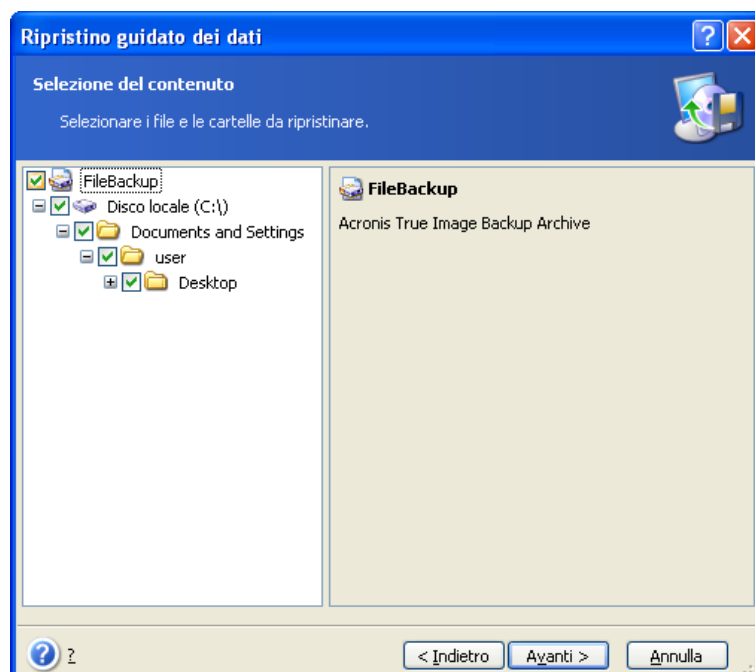 Ripristino guidato dei dati
Selezione del contenuto
Selezionare i file e le cartelle da ripristinare.
FileBackup
Disco locale (C:\)
Documents and Settings
user
Desktop
FileBackup
Acronis True Image Backup Archive
?
< Indietro
Avanti >
Annulla